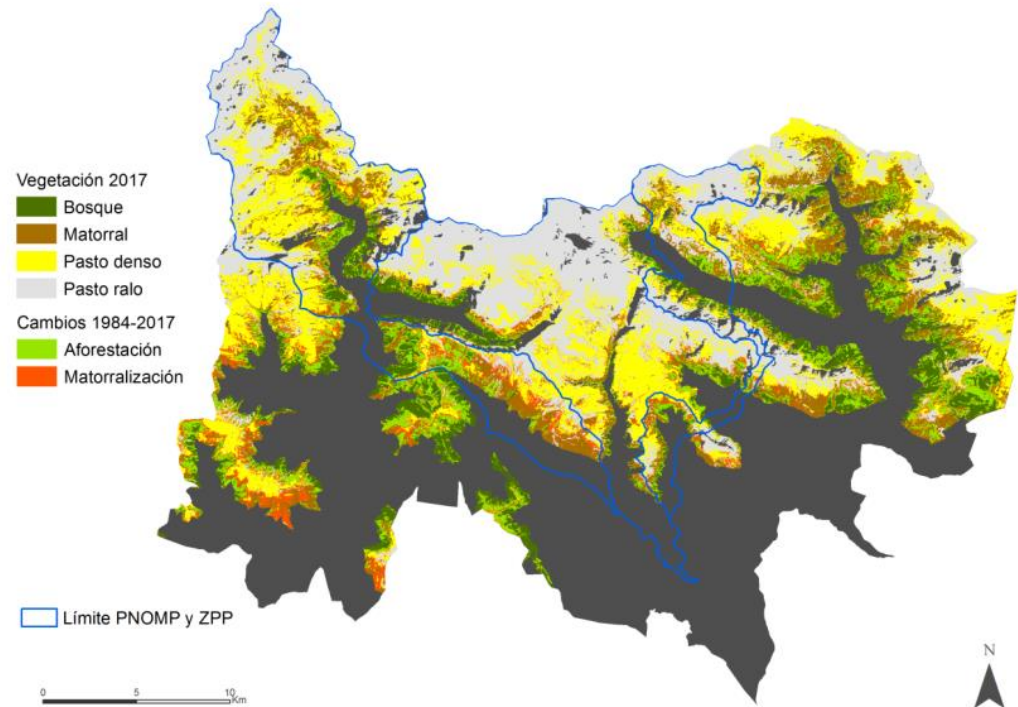 Vegetación 2017
Bosque
Matorral
Pasto denso
Pasto ralo
Cambios 1984-2017
Aforestación
Matorralización
Límite PNOMP y ZPP
0 5 10
Km
N